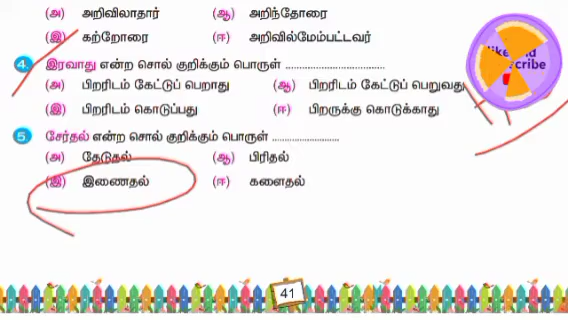 (அ) அறிவிலாதார் (ஆ) அறிந்தோரை
(இ) கற்றோரை (ஈ) அறிவில்மேம்பட்டவர்
4. இரவாது என்ற சொல் குறிக்கும் பொருள் ..................................
(அ) பிறரிடம் கேட்டுப் பெறாது (ஆ) பிறரிடம் கேட்டுப் பெறுவது
(இ) பிறரிடம் கொடுப்பது (ஈ) பிறருக்கு கொடுக்காது
5. சேர்தல் என்ற சொல் குறிக்கும் பொருள் .........................
(அ) தேடுதல் (ஆ) பிரிதல்
(இ) இணைதல் (ஈ) களைதல்
41